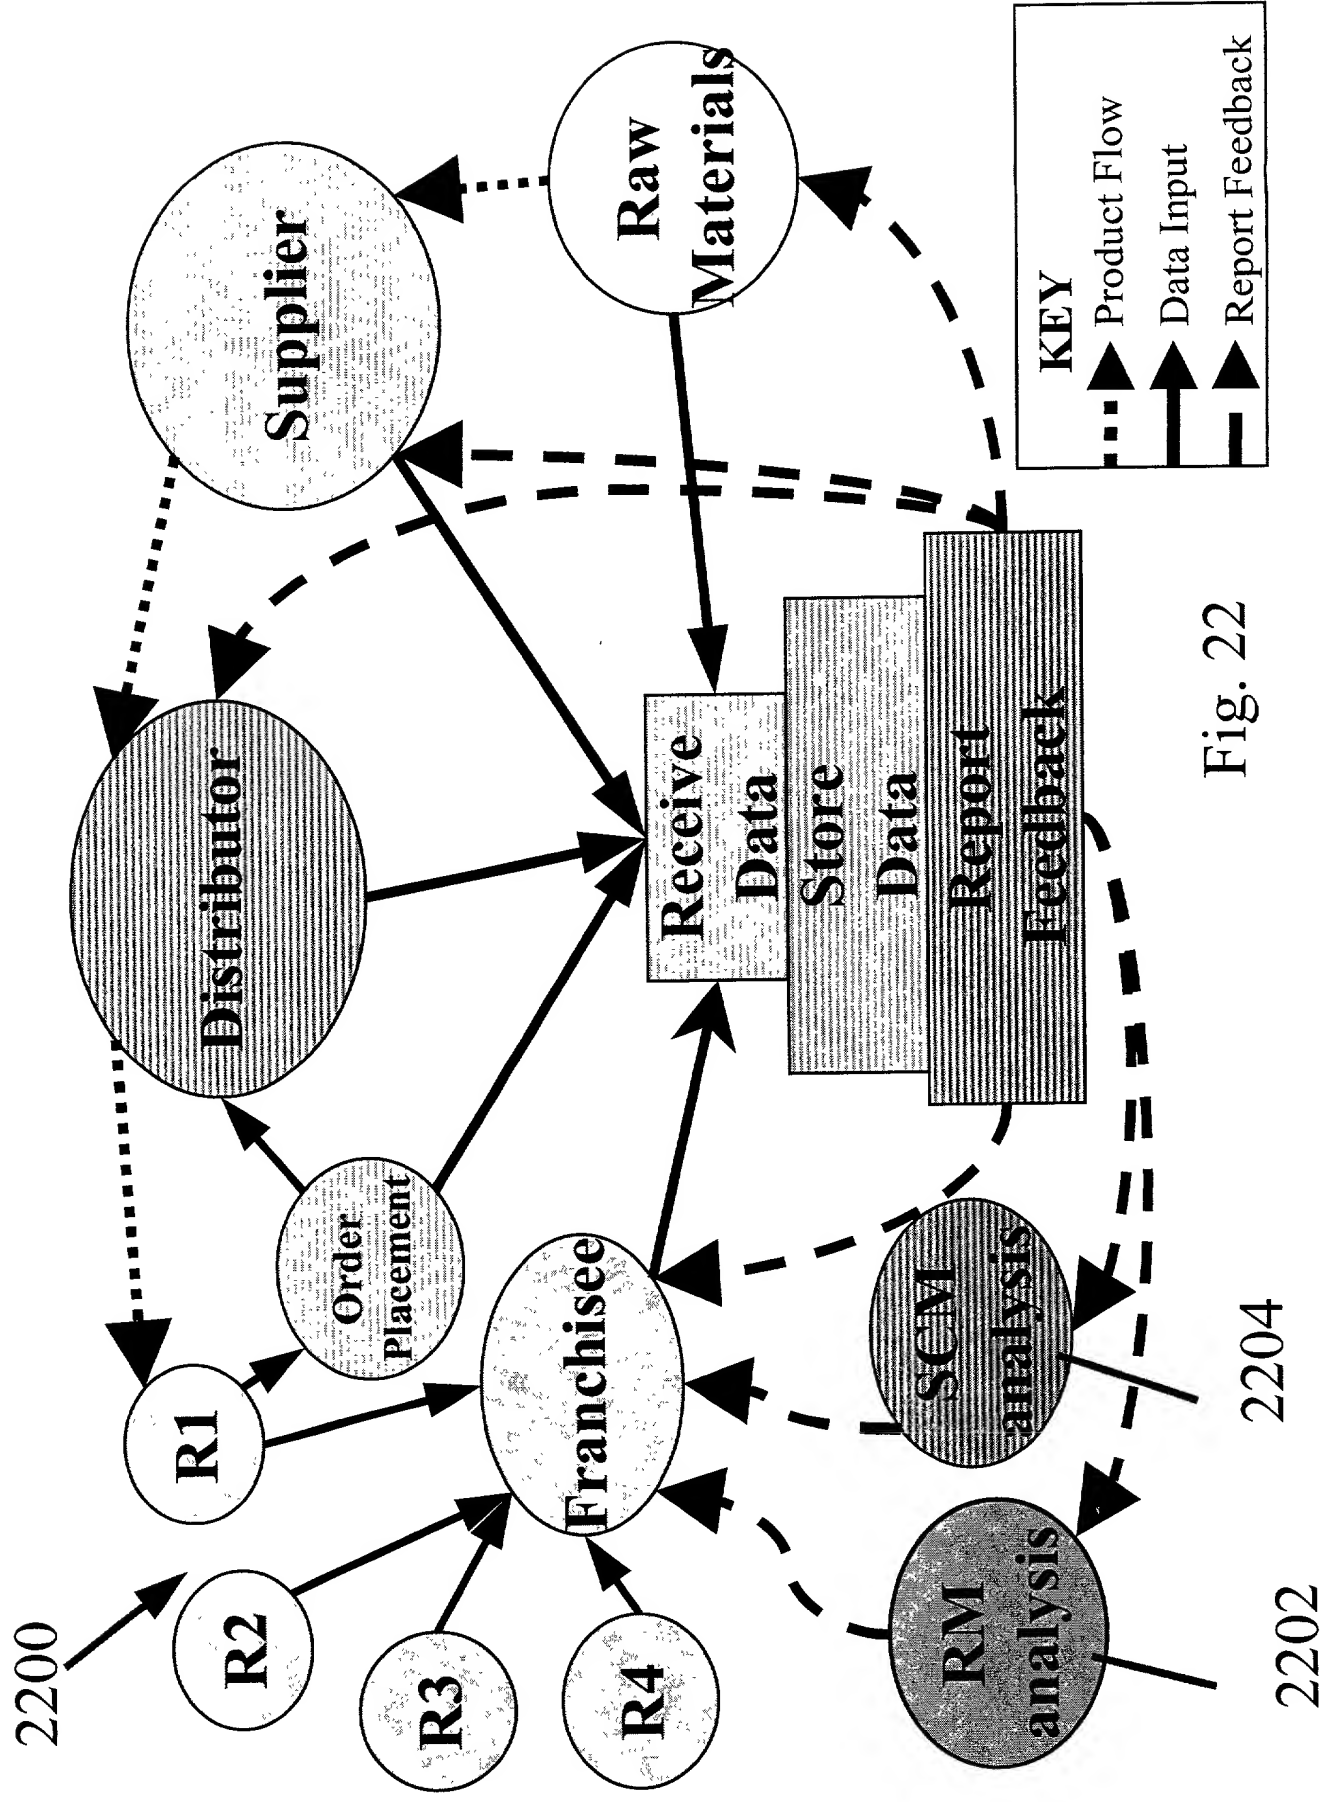 2200
R1
R2
R3
R4
Order
Placement
Distributor
Supplier
Raw
Materials
Franchisee
Receive
Data
Store
Data
Report
Feedback
RM
analysis
SCM
analysis
2202
2204
KEY
Product Flow
Data Input
Report Feedback
Fig. 22